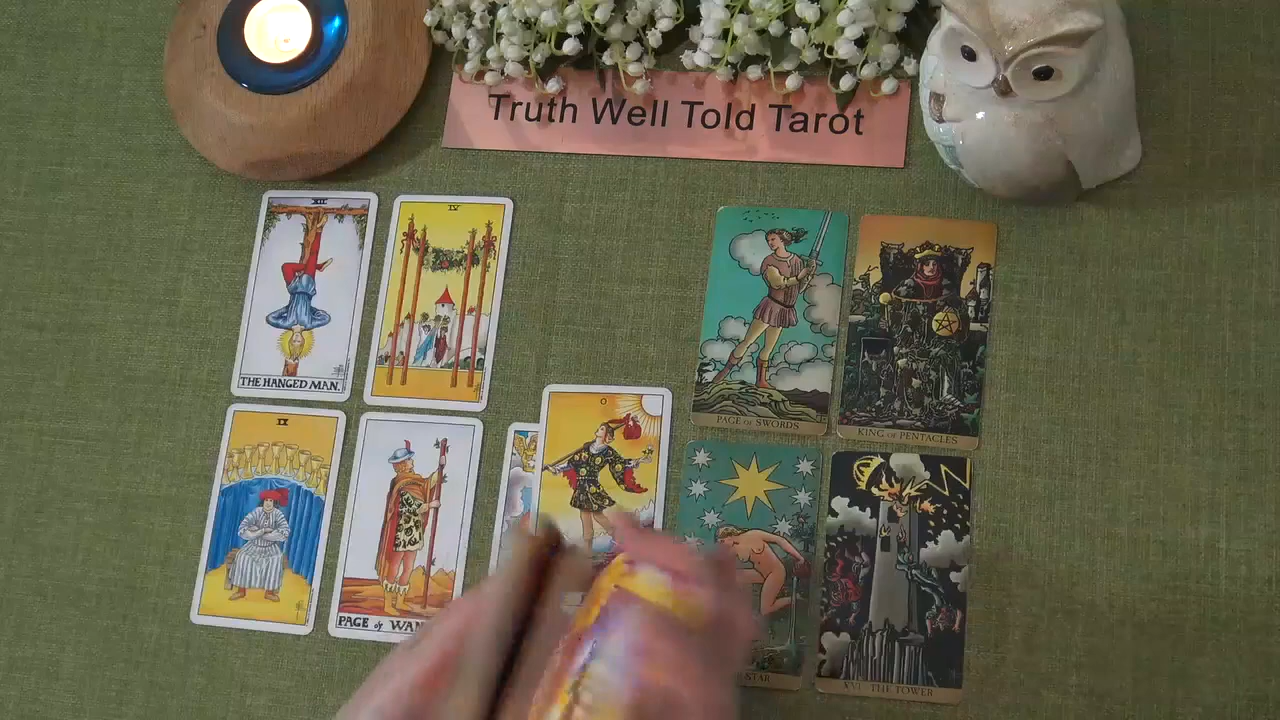 Truth Well Told Tarot
XII
THE HANGED MAN.
IV
PAGE of SWORDS
KING of PENTACLES
IX
PAGE of WAN
0
STAR
XVI THE TOWER